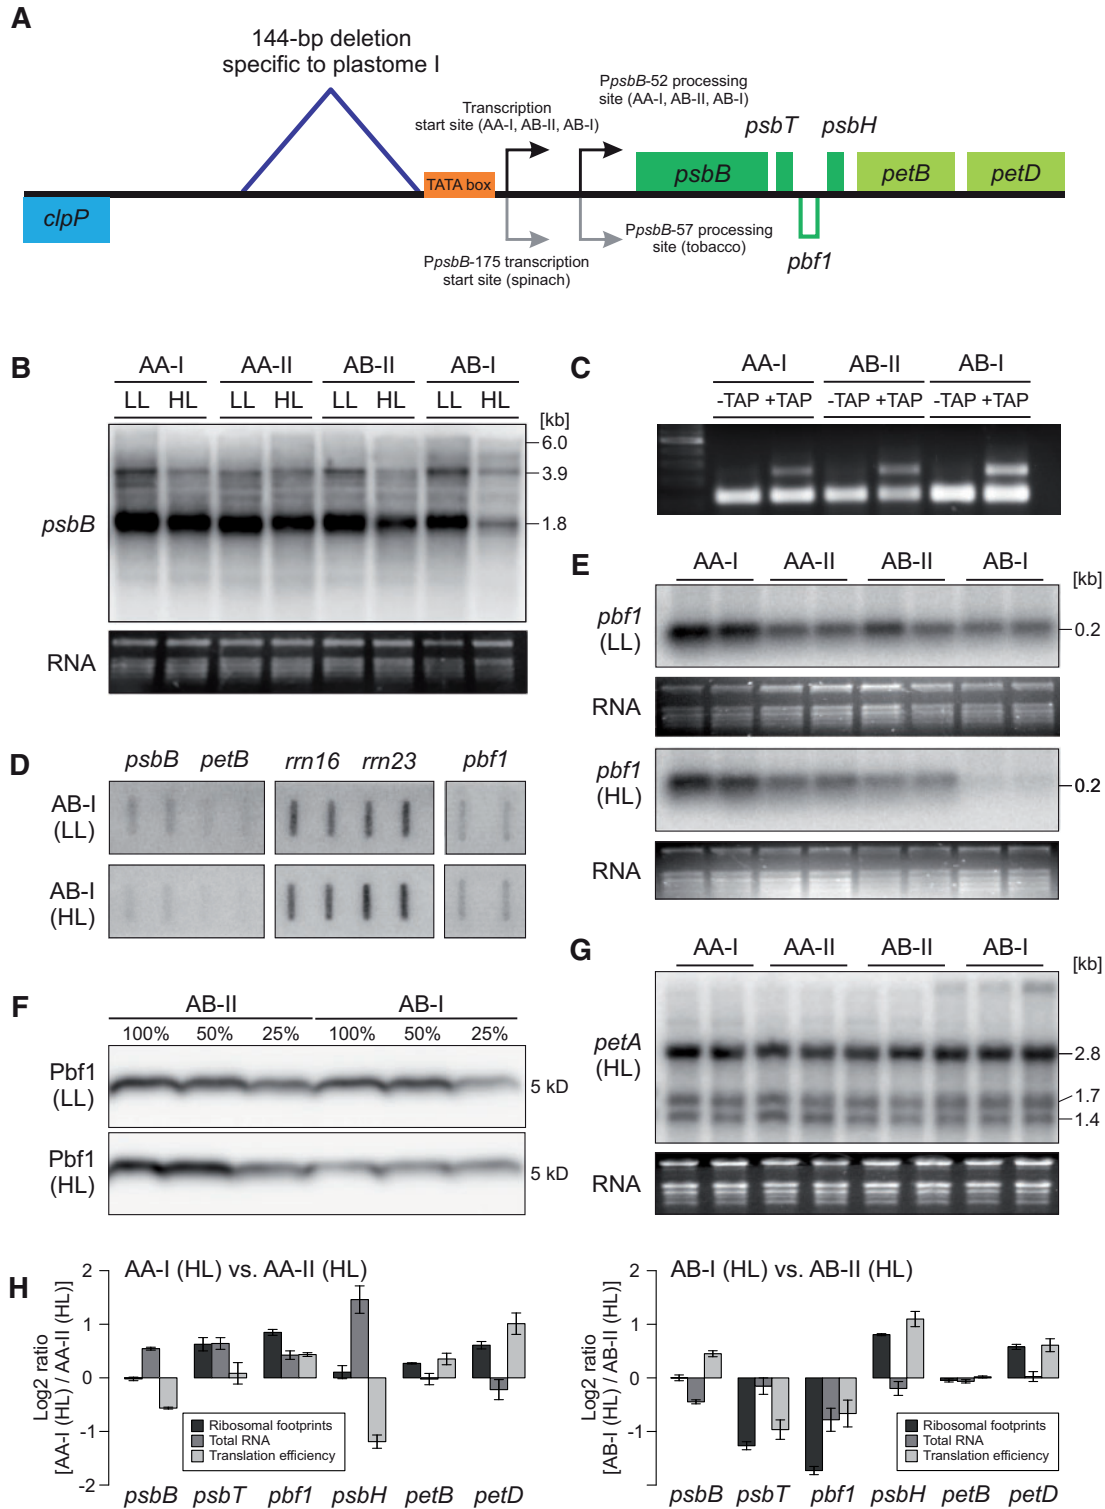 A
144-bp deletion
specific to plastome I
Transcription
start site (AA-I, AB-II, AB-I)
PpsbB-52 processing
site (AA-I, AB-II, AB-I)
psbT psbH
TATA box
psbB petB petD
clpP
PpsbB-175 transcription
start site (spinach)
PpsbB-57 processing
site (tobacco)
pbf1
B
AA-I AA-II AB-II AB-I
LL HL LL HL LL HL LL HL
[kb]
6.0
3.9
psbB
1.8
RNA
C
AA-I AB-II AB-I
-TAP +TAP -TAP +TAP -TAP +TAP
D
psbB petB rrn16 rrn23 pbf1
AB-I
(LL)
AB-I
(HL)
E
AA-I AA-II AB-II AB-I
[kb]
pbf1
(LL)
0.2
RNA
pbf1
(HL)
0.2
RNA
F
AB-II AB-I
100% 50% 25% 100% 50% 25%
Pbf1
(LL)
5 kD
Pbf1
(HL)
5 kD
G
AA-I AA-II AB-II AB-I
[kb]
petA
(HL)
2.8
1.7
1.4
RNA
H
AA-I (HL) vs. AA-II (HL)
Log2 ratio
[AA-I (HL) / AA-II (HL)]
2
1
0
-1
-2
Ribosomal footprints
Total RNA
Translation efficiency
psbB psbT pbf1 psbH petB petD
AB-I (HL) vs. AB-II (HL)
Log2 ratio
[AB-I (HL) / AB-II (HL)]
2
1
0
-1
-2
Ribosomal footprints
Total RNA
Translation efficiency
psbB psbT pbf1 psbH petB petD